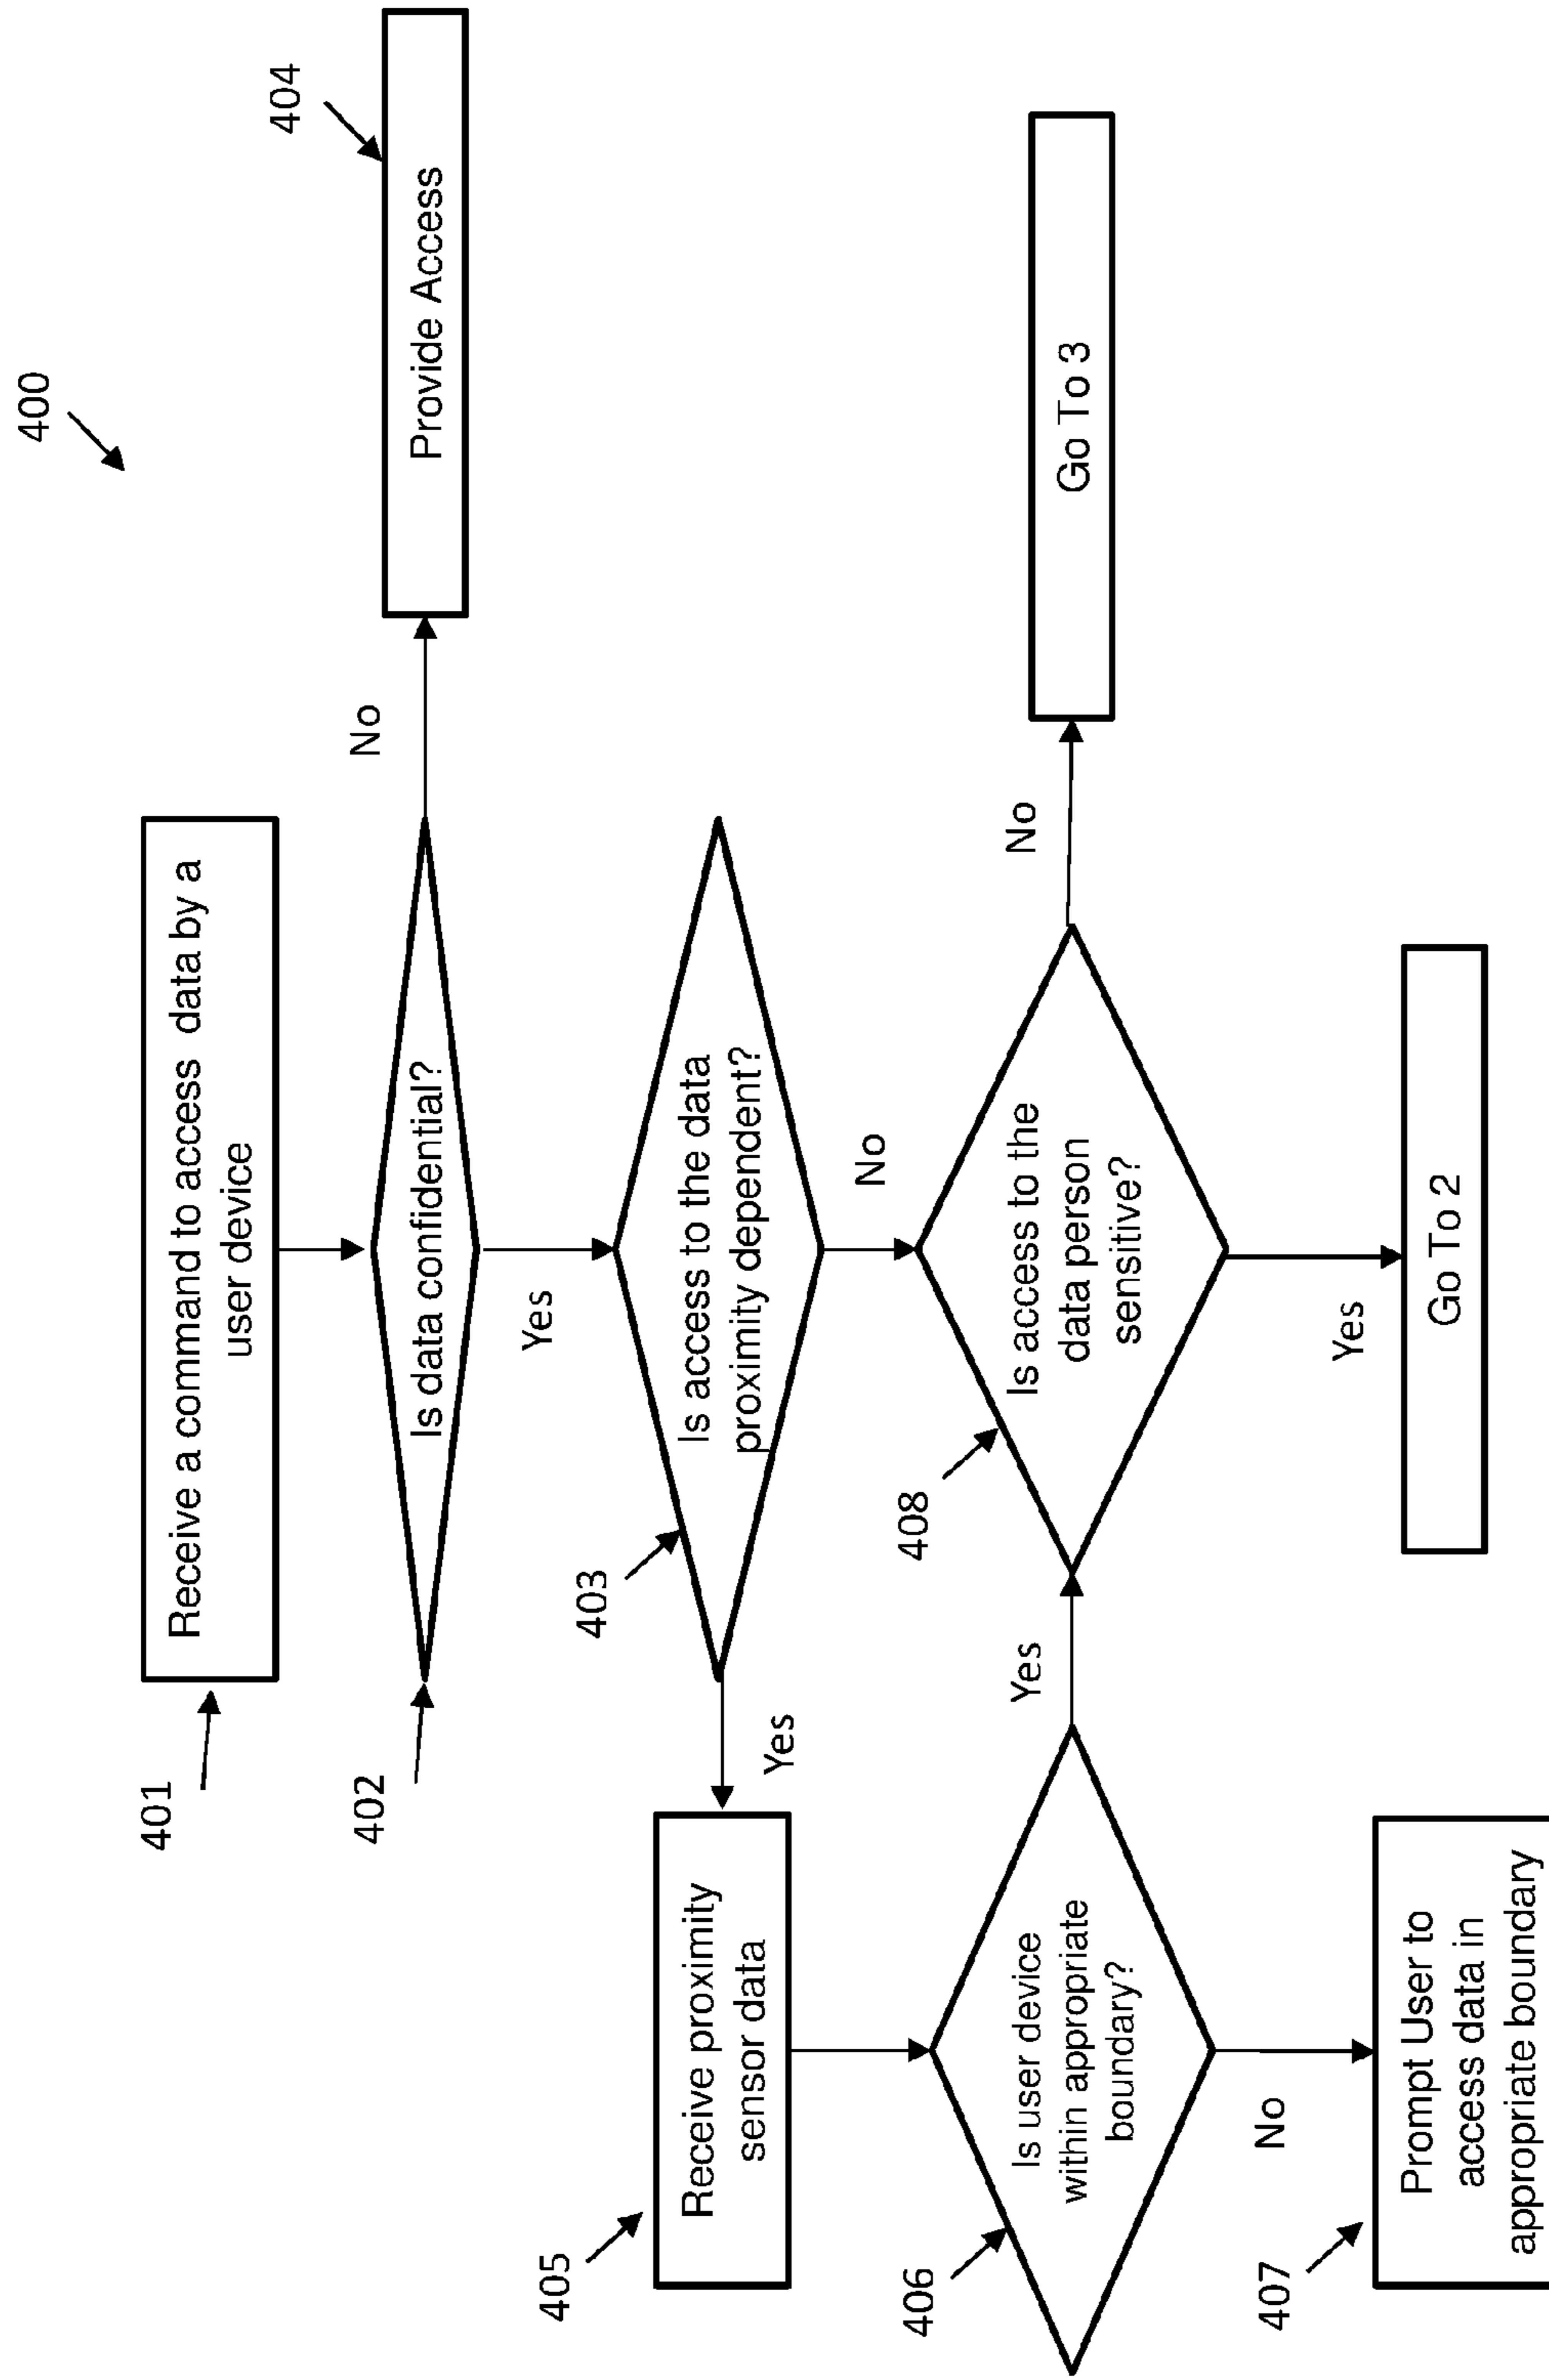 400
401
Receive a command to access data by a
user device
404
402
Is data confidential?
No
Provide Access
Yes
403
Is access to the data
proximity dependent?
Yes
No
405
Receive proximity
sensor data
408
Is access to the
data person
sensitive?
No
Go To 3
406
Is user device
within appropriate
boundary?
Yes
Yes
Go To 2
No
407
Prompt User to
access data in
appropriate boundary